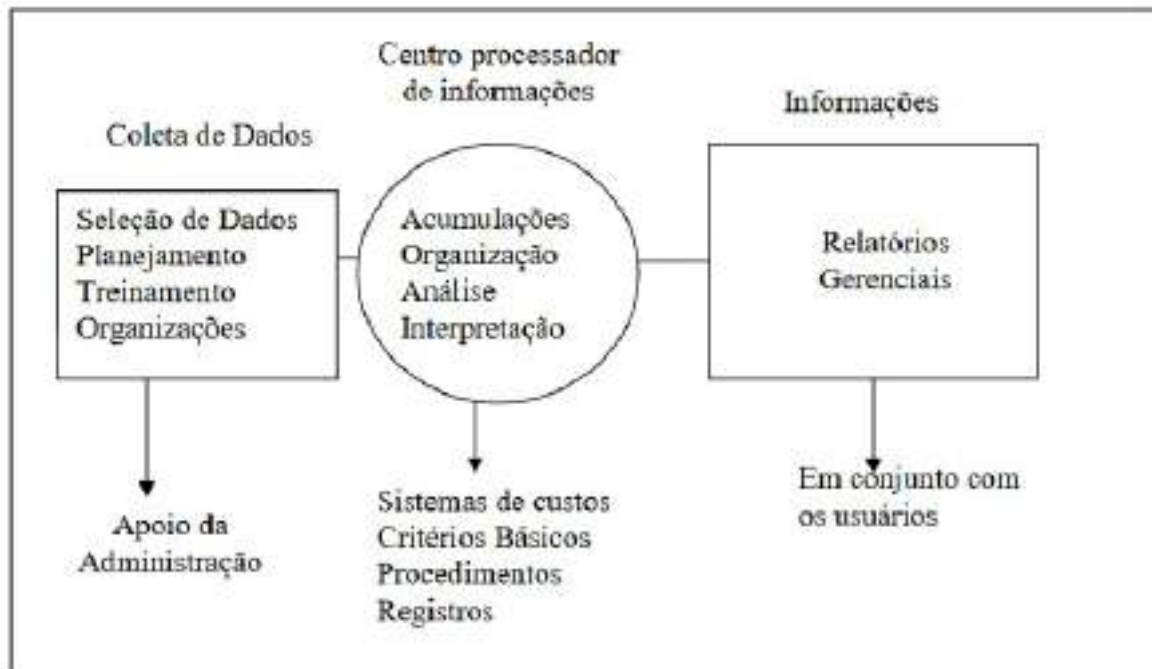 Centro processador
de informações
Informações
Coleta de Dados
Seleção de Dados
Planejamento
Treinamento
Organizações
Acumulações
Organização
Análise
Interpretação
Relatórios
Gerenciais
Apoio da
Administração
Sistemas de custos
Critérios Básicos
Procedimentos
Registros
Em conjunto com
os usuários